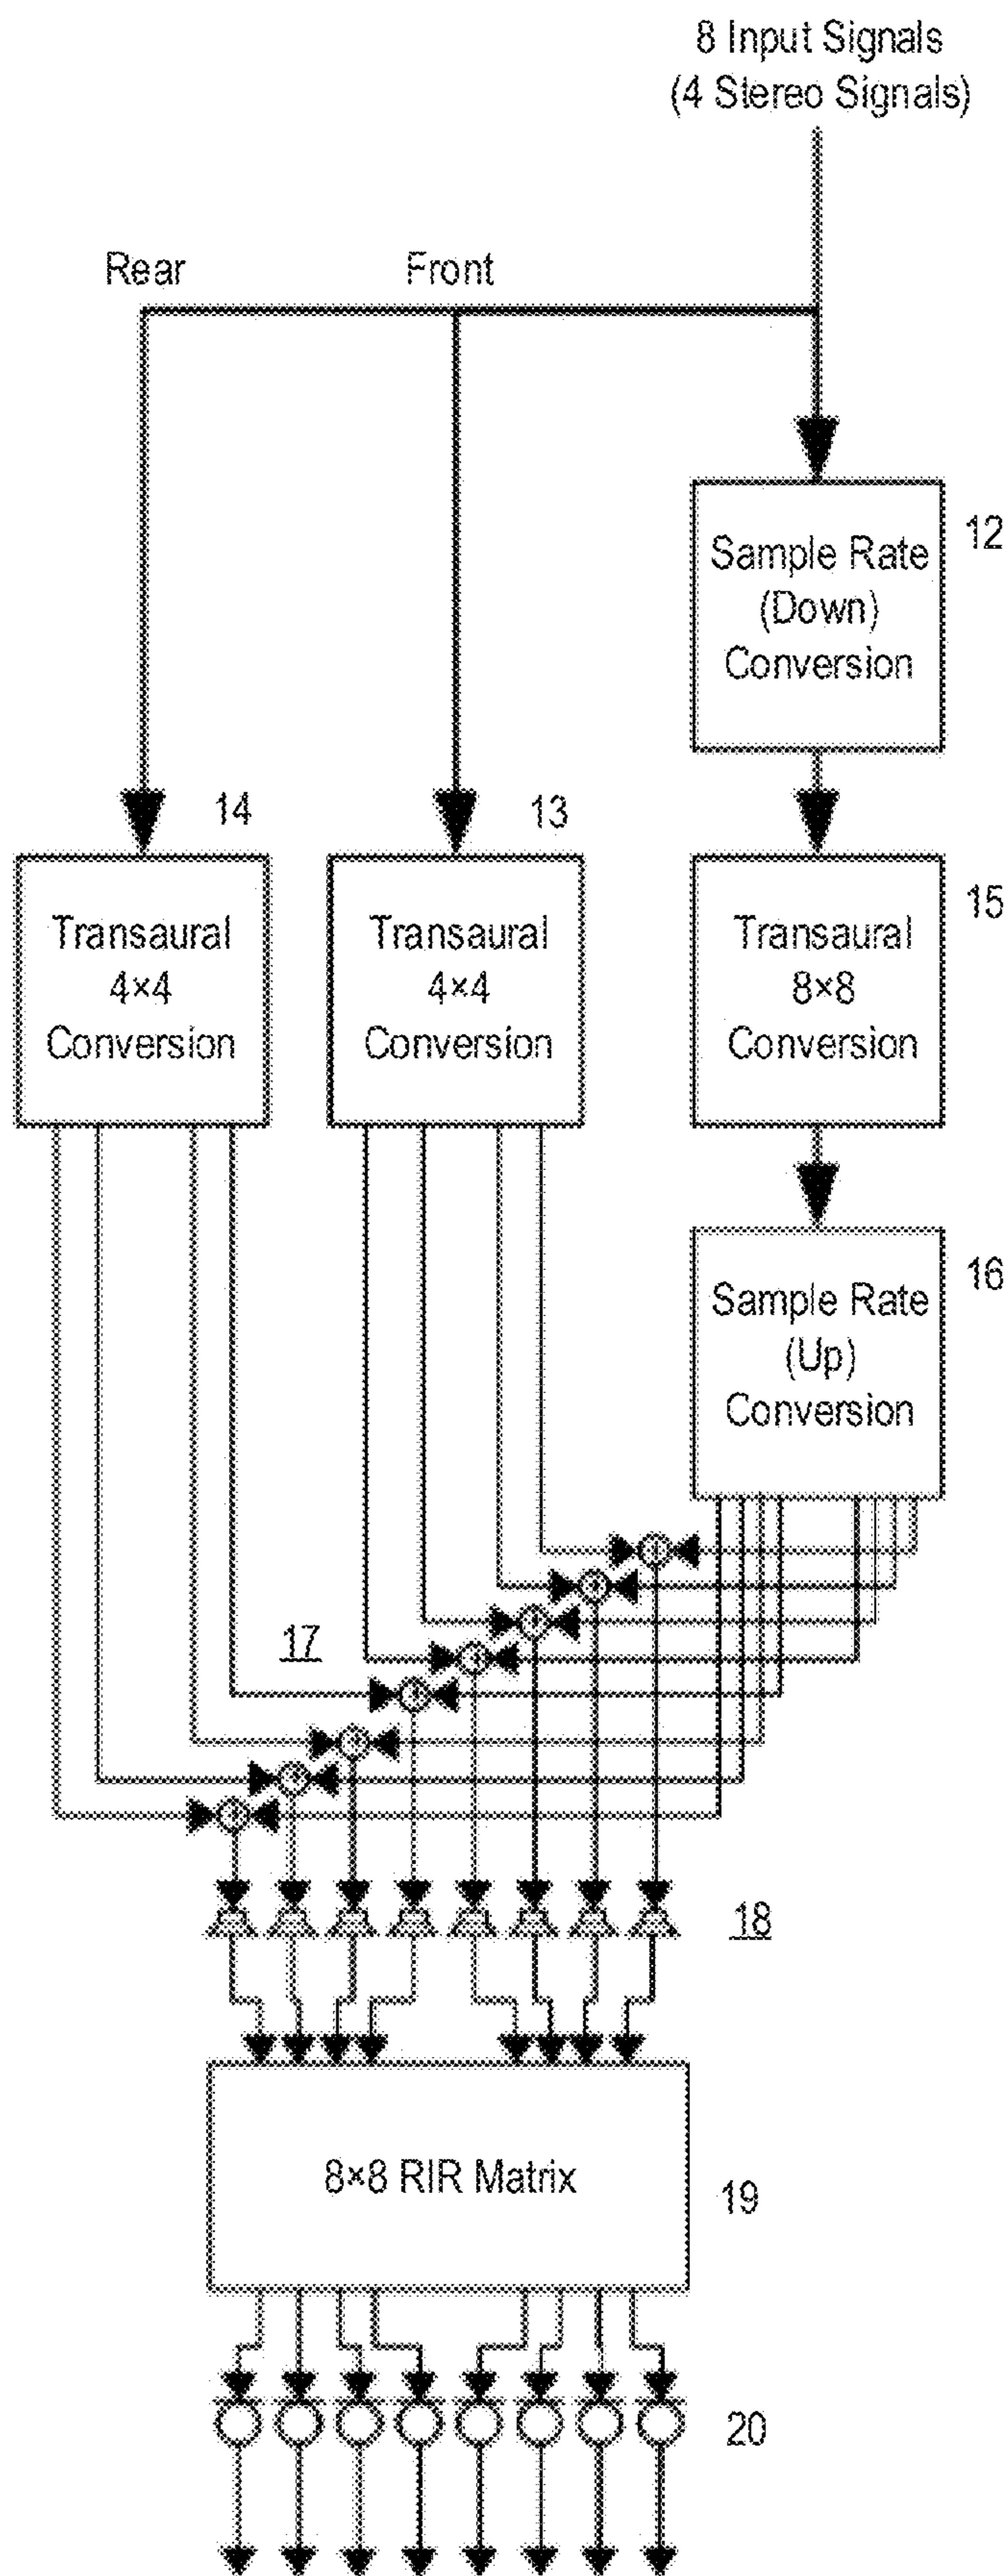 8 Input Signals
(4 Stereo Signals)
Rear
Front
12
Sample Rate
(Down)
Conversion
14
13
15
Transaural
4×4
Conversion
Transaural
4×4
Conversion
Transaural
8×8
Conversion
16
Sample Rate
(Up)
Conversion
17
18
8×8 RIR Matrix
19
20